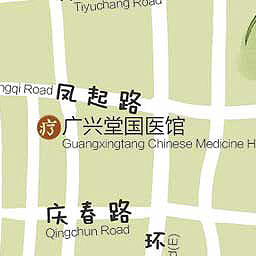 Tiyuchang Road
ngqi Road
凤起路
疗
广兴堂国医馆
Guangxingtang Chinese Medicine H
庆春路
Qingchun Road
环
d(E)